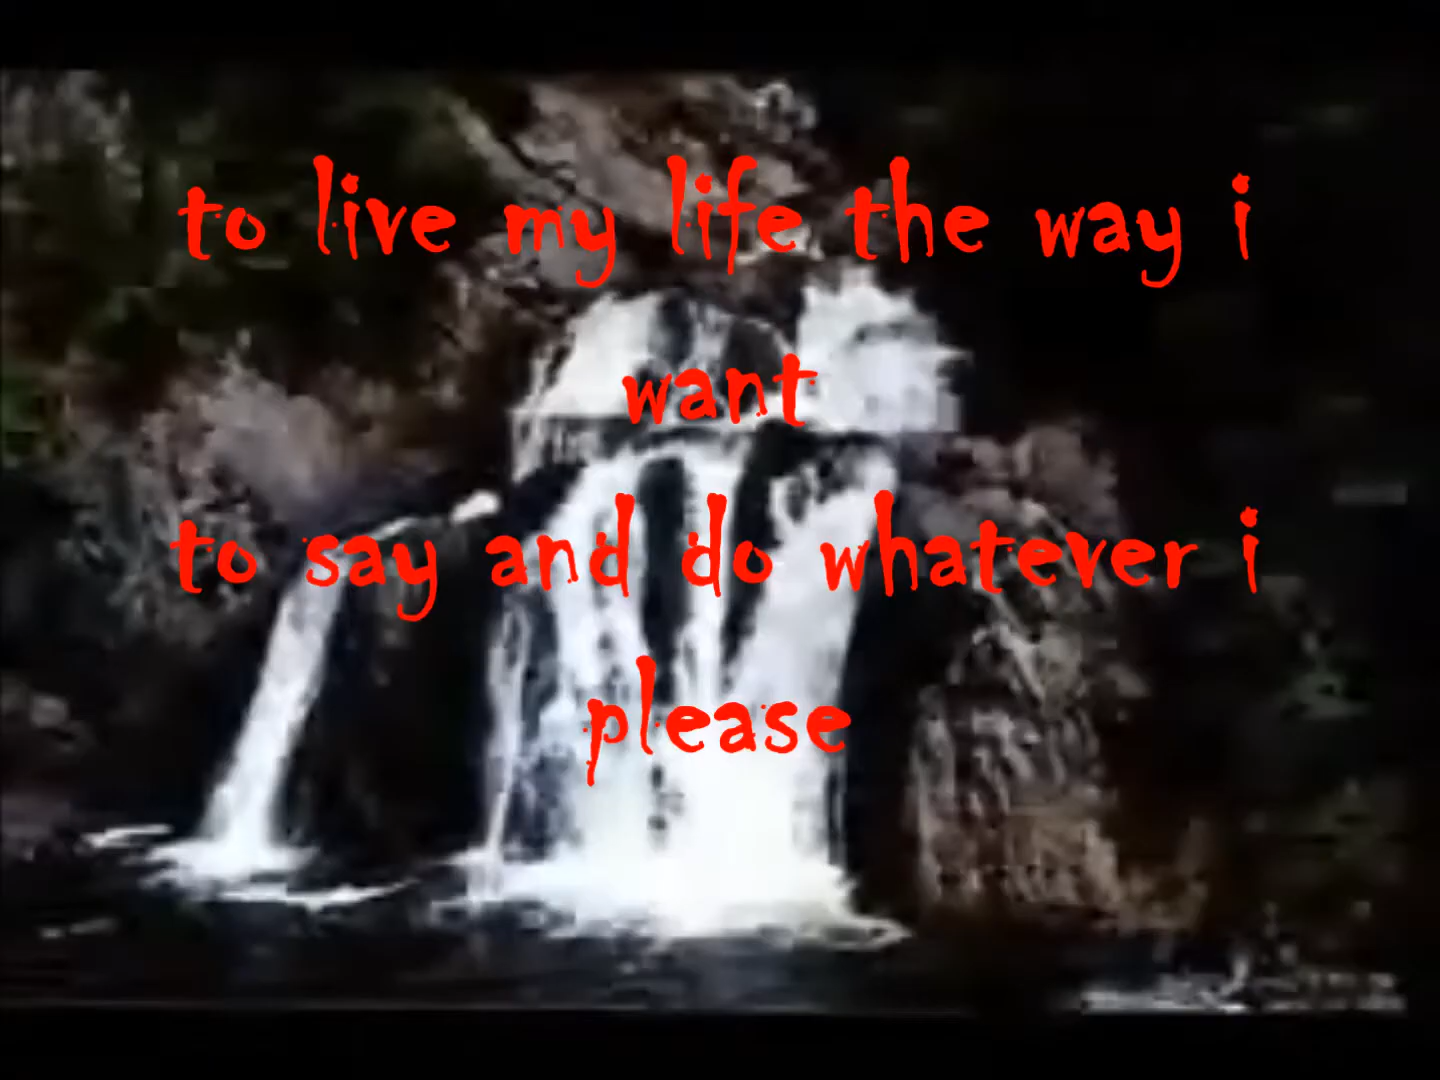 to live my life the way i
want
to say and do whatever i
please